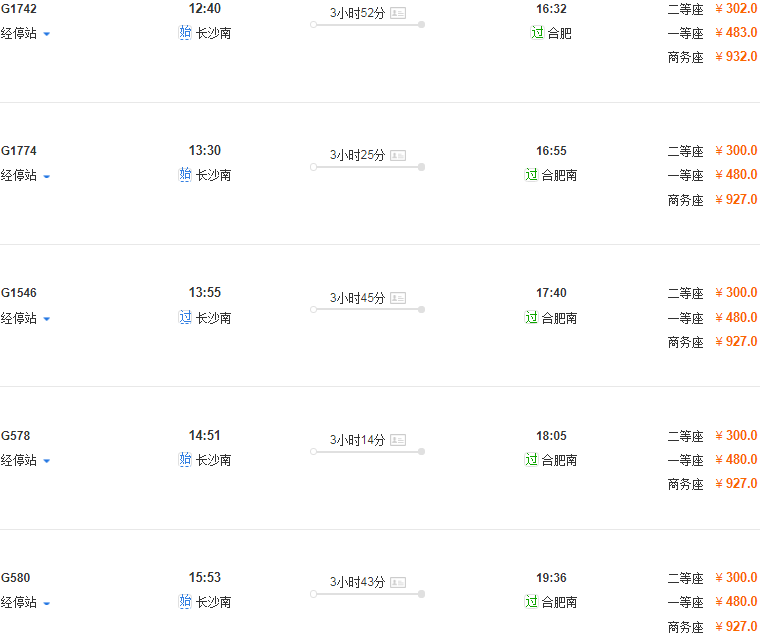 G1742 12:40 3小时52分 16:32 二等座 ¥302.0
经停站 始 长沙南 过 合肥 一等座 ¥483.0
商务座 ¥932.0
G1774 13:30 3小时25分 16:55 二等座 ¥300.0
经停站 始 长沙南 过 合肥南 一等座 ¥480.0
商务座 ¥927.0
G1546 13:55 3小时45分 17:40 二等座 ¥300.0
经停站 过 长沙南 过 合肥南 一等座 ¥480.0
商务座 ¥927.0
G578 14:51 3小时14分 18:05 二等座 ¥300.0
经停站 始 长沙南 过 合肥南 一等座 ¥480.0
商务座 ¥927.0
G580 15:53 3小时43分 19:36 二等座 ¥300.0
经停站 始 长沙南 过 合肥南 一等座 ¥480.0
商务座 ¥927.0